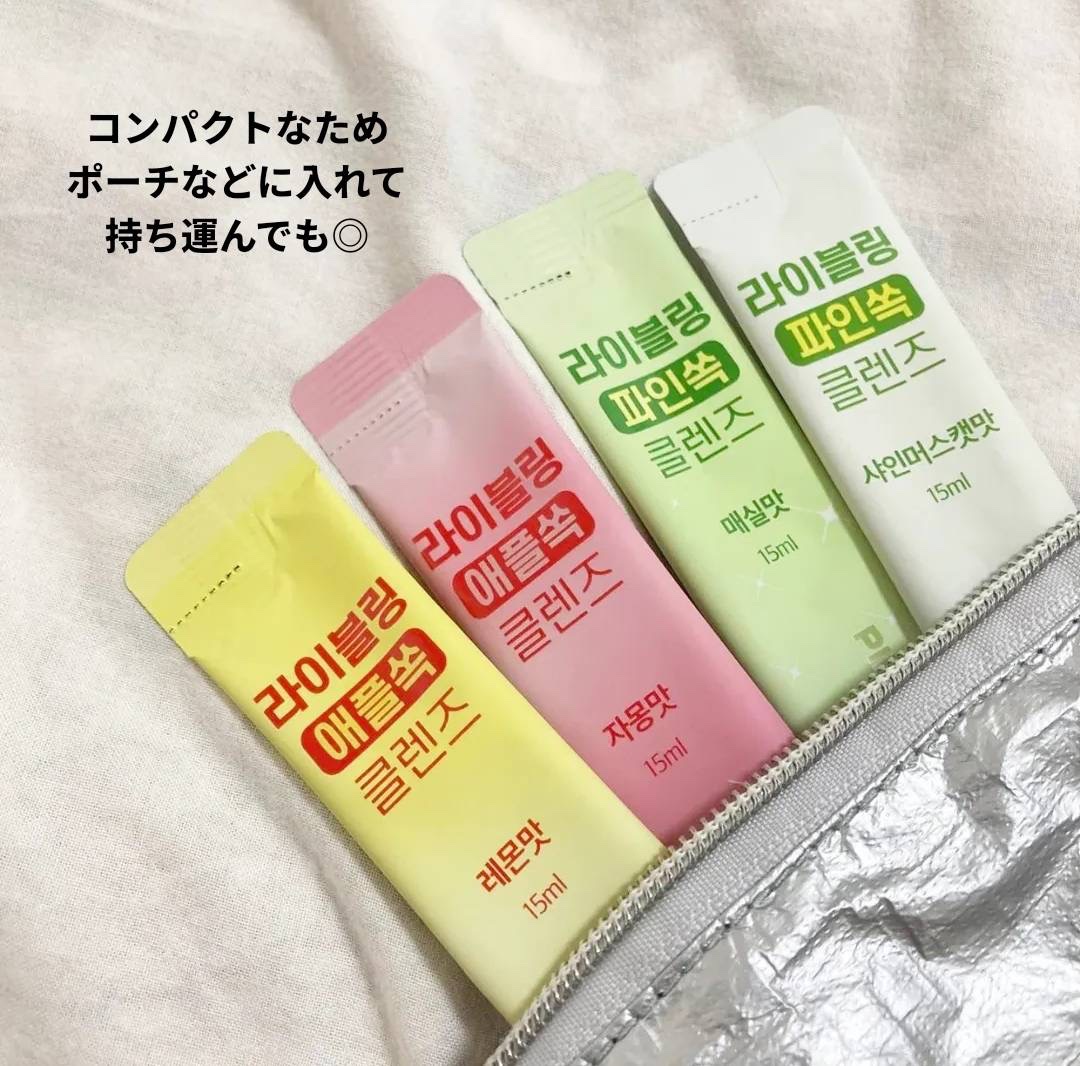 コンパクトなため
ポーチなどに入れて
持ち運んでも◎
라이블링
애플쏙
클렌즈
레몬맛
15ml
라이블링
애플쏙
클렌즈
자몽맛
15ml
라이블링
파인쏙
클렌즈
매실맛
15ml
라이블링
파인쏙
클렌즈
샤인머스캣맛
15ml